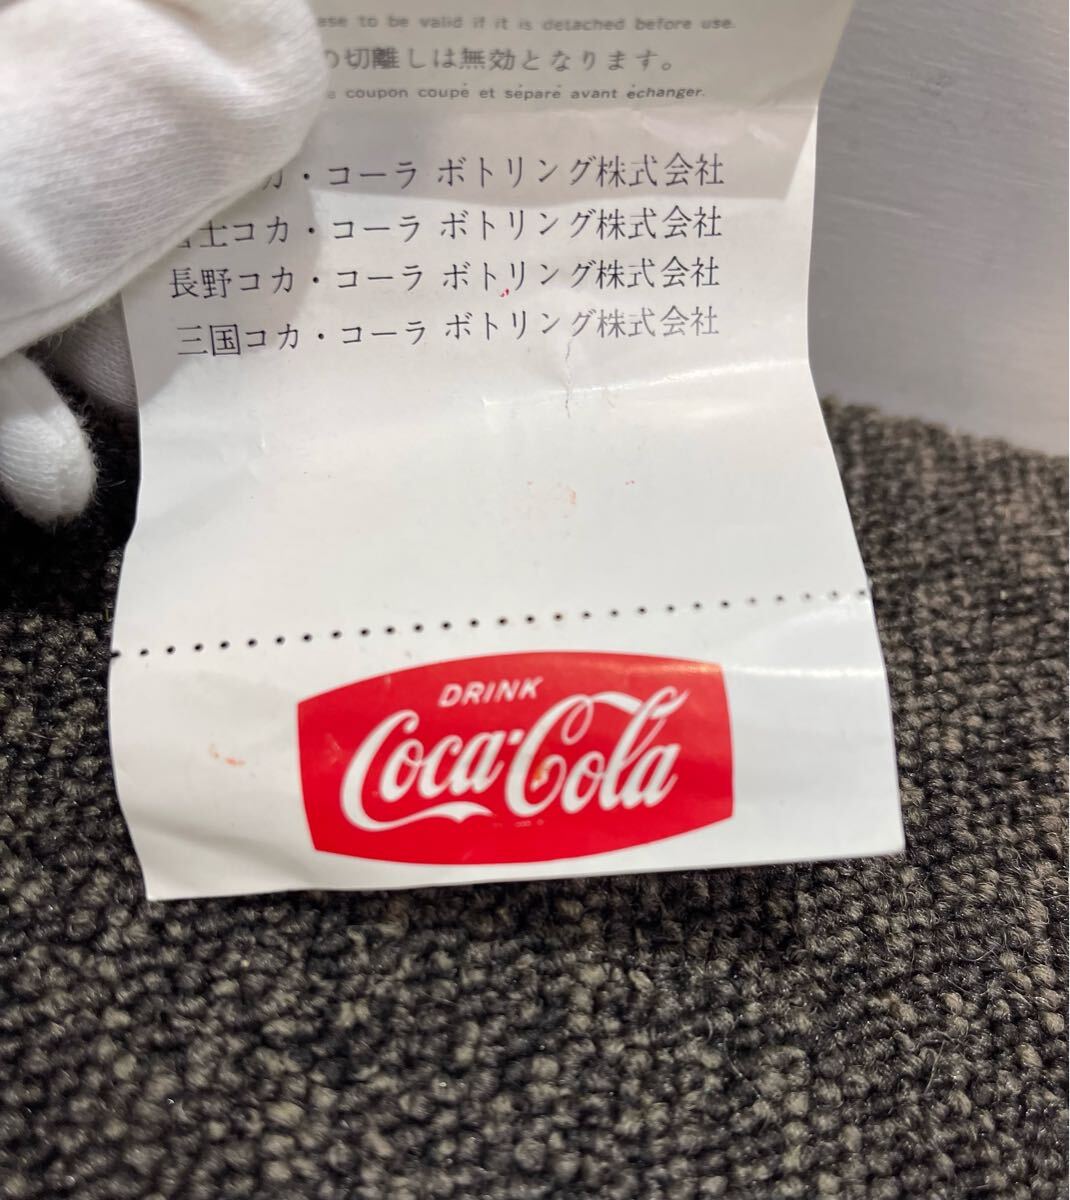 to be valid if it is detached before use.
の切離しは無効となります。
coupon coupé et séparé avant échanger.
カ・コーラ ボトリング株式会社
士コカ・コーラ ボトリング株式会社
長野コカ・コーラ ボトリング株式会社
三国コカ・コーラ ボトリング株式会社
DRINK
Coca-Cola